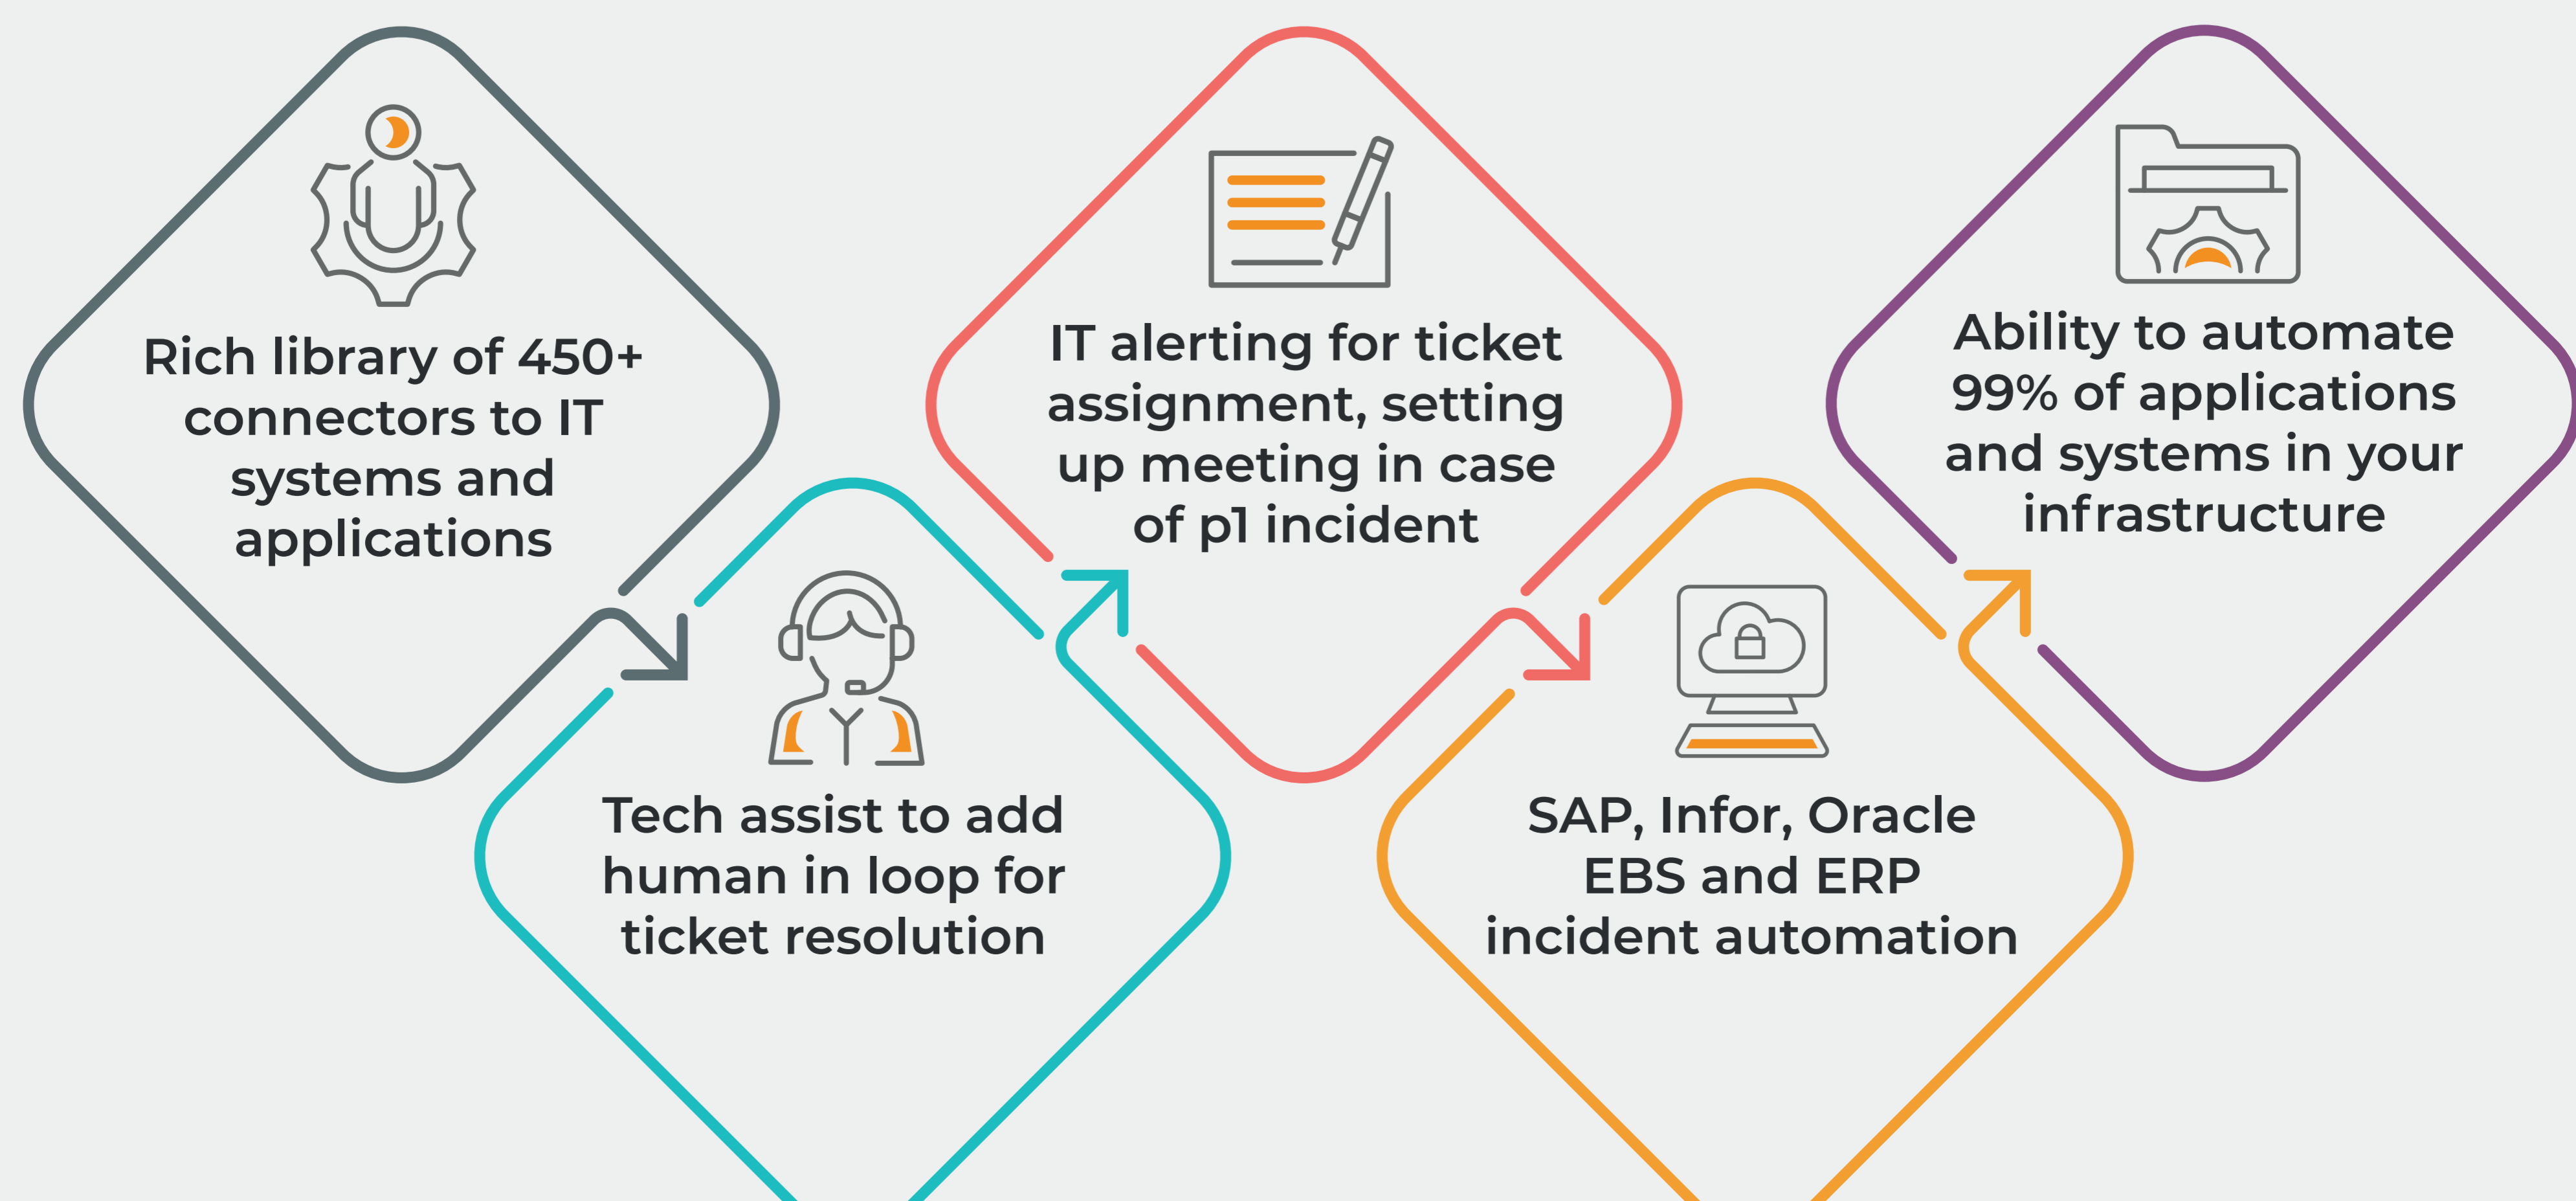 Rich library of 450+
connectors to IT
systems and
applications
Tech assist to add
human in loop for
ticket resolution
IT alerting for ticket
assignment, setting
up meeting in case
of p1 incident
SAP, Infor, Oracle
EBS and ERP
incident automation
Ability to automate
99% of applications
and systems in your
infrastructure